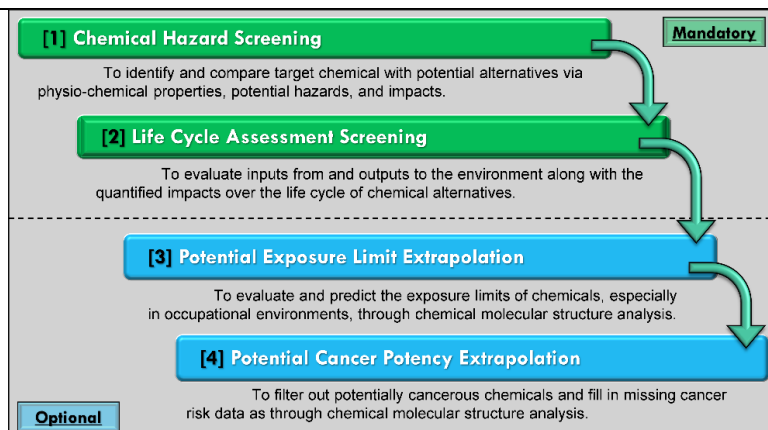 [1] Chemical Hazard Screening
Mandatory
To identify and compare target chemical with potential alternatives via
physio-chemical properties, potential hazards, and impacts.
[2] Life Cycle Assessment Screening
To evaluate inputs from and outputs to the environment along with the
quantified impacts over the life cycle of chemical alternatives.
[3] Potential Exposure Limit Extrapolation
To evaluate and predict the exposure limits of chemicals, especially
in occupational environments, through chemical molecular structure analysis.
[4] Potential Cancer Potency Extrapolation
To filter out potentially cancerous chemicals and fill in missing cancer
risk data as through chemical molecular structure analysis.
Optional